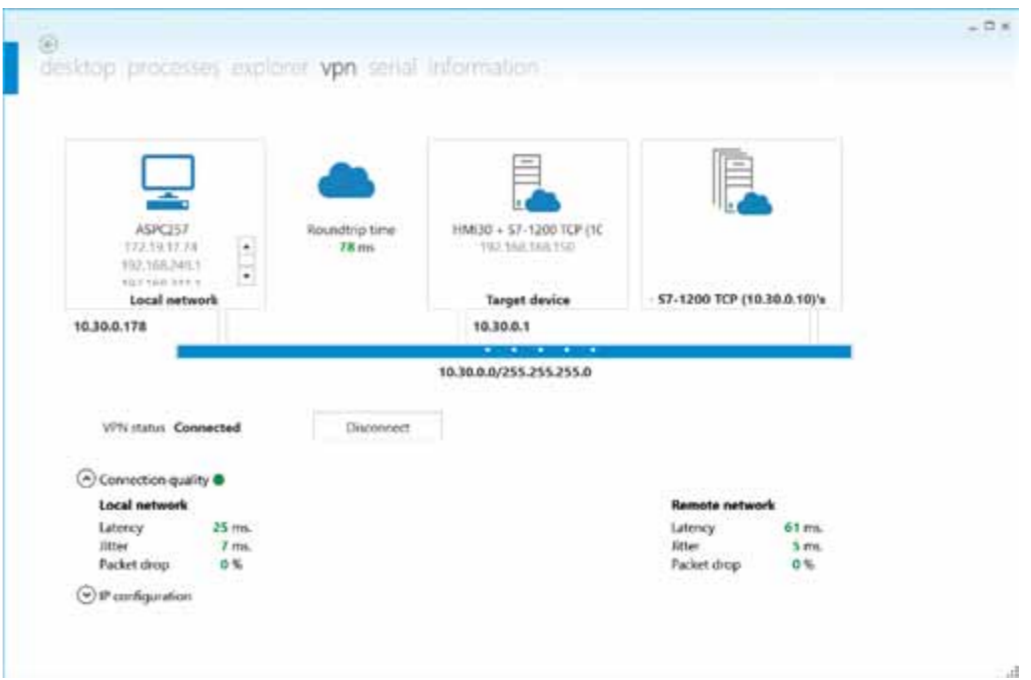 desktop processes explorer vpn serial information
ASPC257
172.19.17.74
192.168.240.1
Local network
Roundtrip time
78 ms
HMI30 + S7-1200 TCP (1C
192.168.168.150
Target device
S7-1200 TCP (10.30.0.10)'s
10.30.0.178
10.30.0.1
10.30.0.0/255.255.255.0
VPN status Connected
Disconnect
Connection quality
Local network
Latency 25 ms.
Jitter 7 ms.
Packet drop 0 %
Remote network
Latency 61 ms.
Jitter 5 ms.
Packet drop 0 %
IP configuration